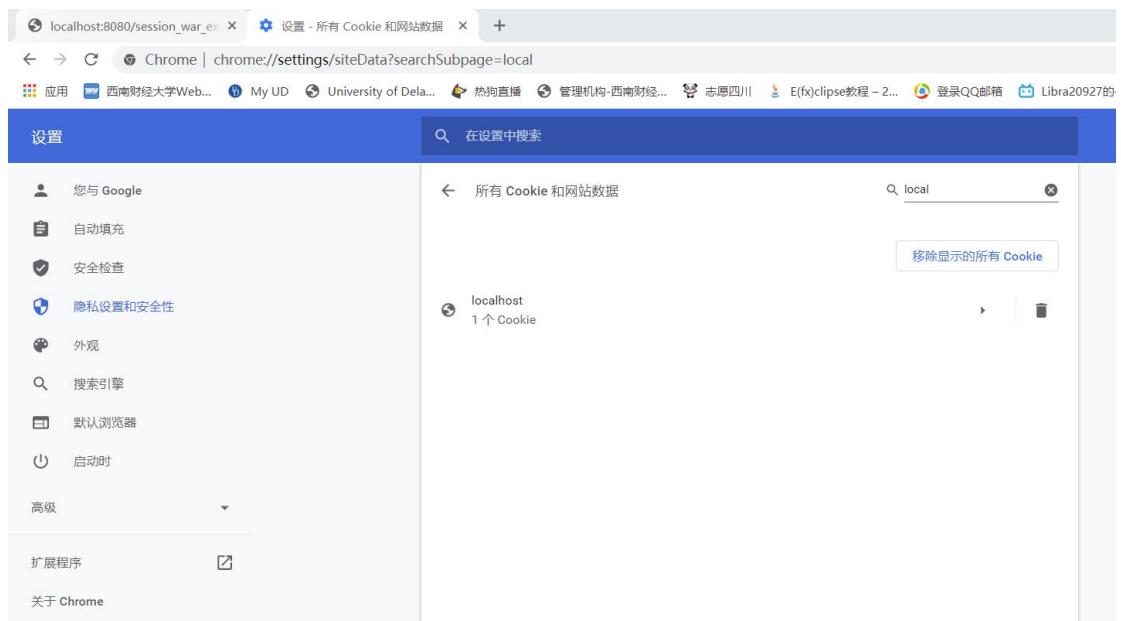 localhost:8080/session_war_ex
设置 - 所有 Cookie 和网站数据
Chrome | chrome://settings/siteData?searchSubpage=local
应用 西南财经大学Web... My UD University of Dela... 热狗直播 管理机构-西南财经... 志愿四川 E(fx)clipse教程 – 2... 登录QQ邮箱 Libra20927的
设置
在设置中搜索
您与 Google
自动填充
安全检查
隐私设置和安全性
外观
搜索引擎
默认浏览器
启动时
高级
扩展程序
关于 Chrome
所有 Cookie 和网站数据
local
移除显示的所有 Cookie
localhost
1 个 Cookie